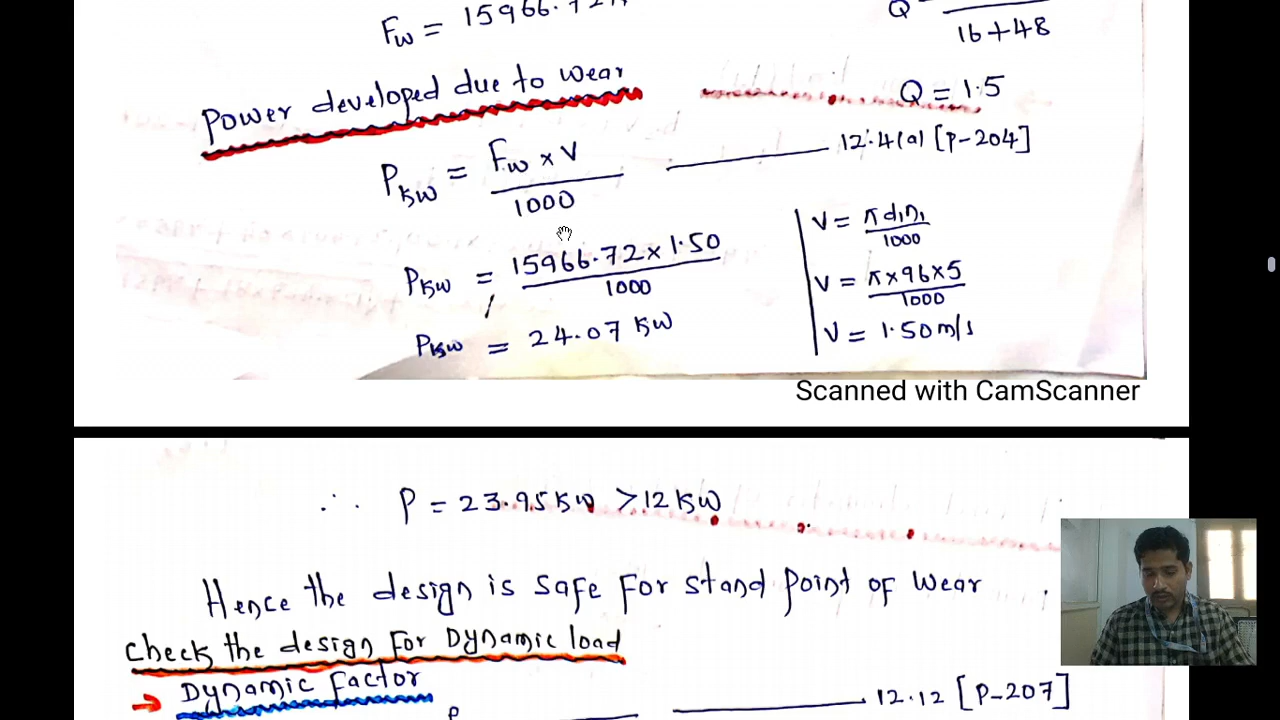 Fw = 15966.72N
Q =
16+48
Power developed due to wear
Q = 1.5
PKW = Fw × V / 1000 12.4(a) [P-204]
V = π d1 n1 / 1000
PKW = 15966.72 × 1.50 / 1000
V = π×96×5 / 1000
PKW = 24.07 KW
V = 1.50 m/s
Scanned with CamScanner
∴ P = 23.95 KW > 12 KW
Hence the design is safe For stand point of wear
Check the design For Dynamic load
→ Dynamic Factor
12.12 [P-207]